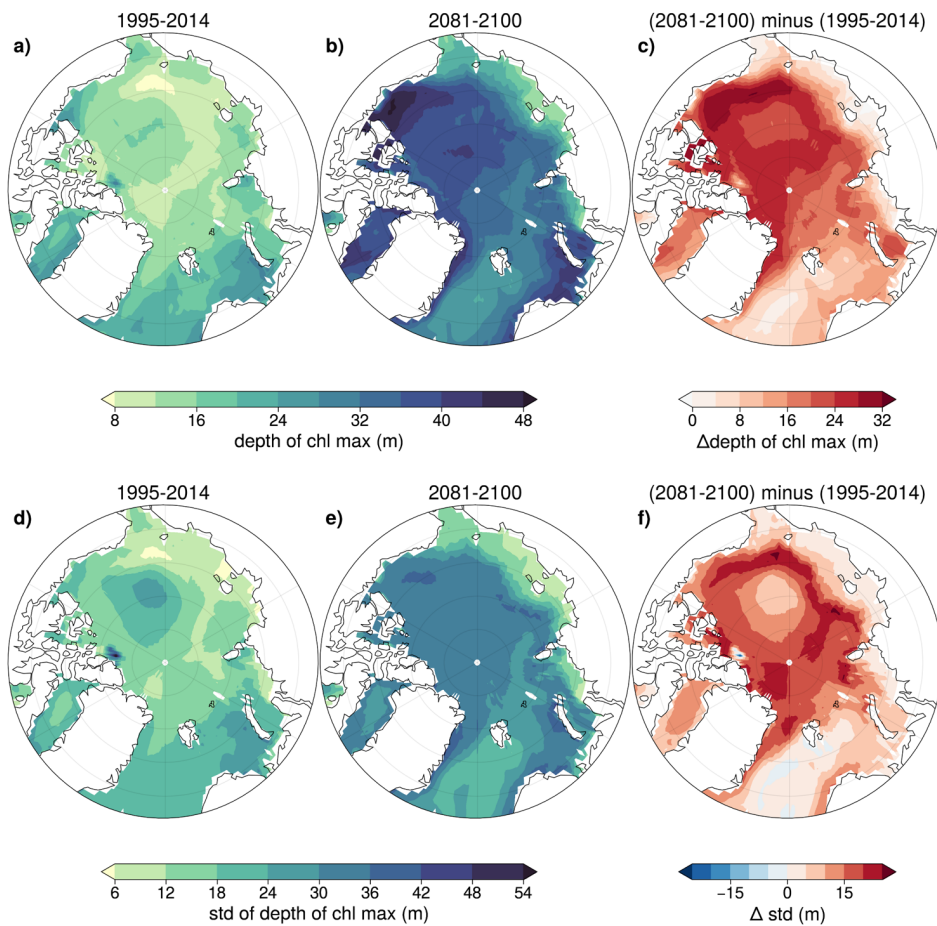 1995-2014
2081-2100
(2081-2100) minus (1995-2014)
a)
b)
c)
8 16 24 32 40 48
depth of chl max (m)
0 8 16 24 32
Δdepth of chl max (m)
1995-2014
2081-2100
(2081-2100) minus (1995-2014)
d)
e)
f)
6 12 18 24 30 36 42 48 54
std of depth of chl max (m)
−15 0 15
Δ std (m)